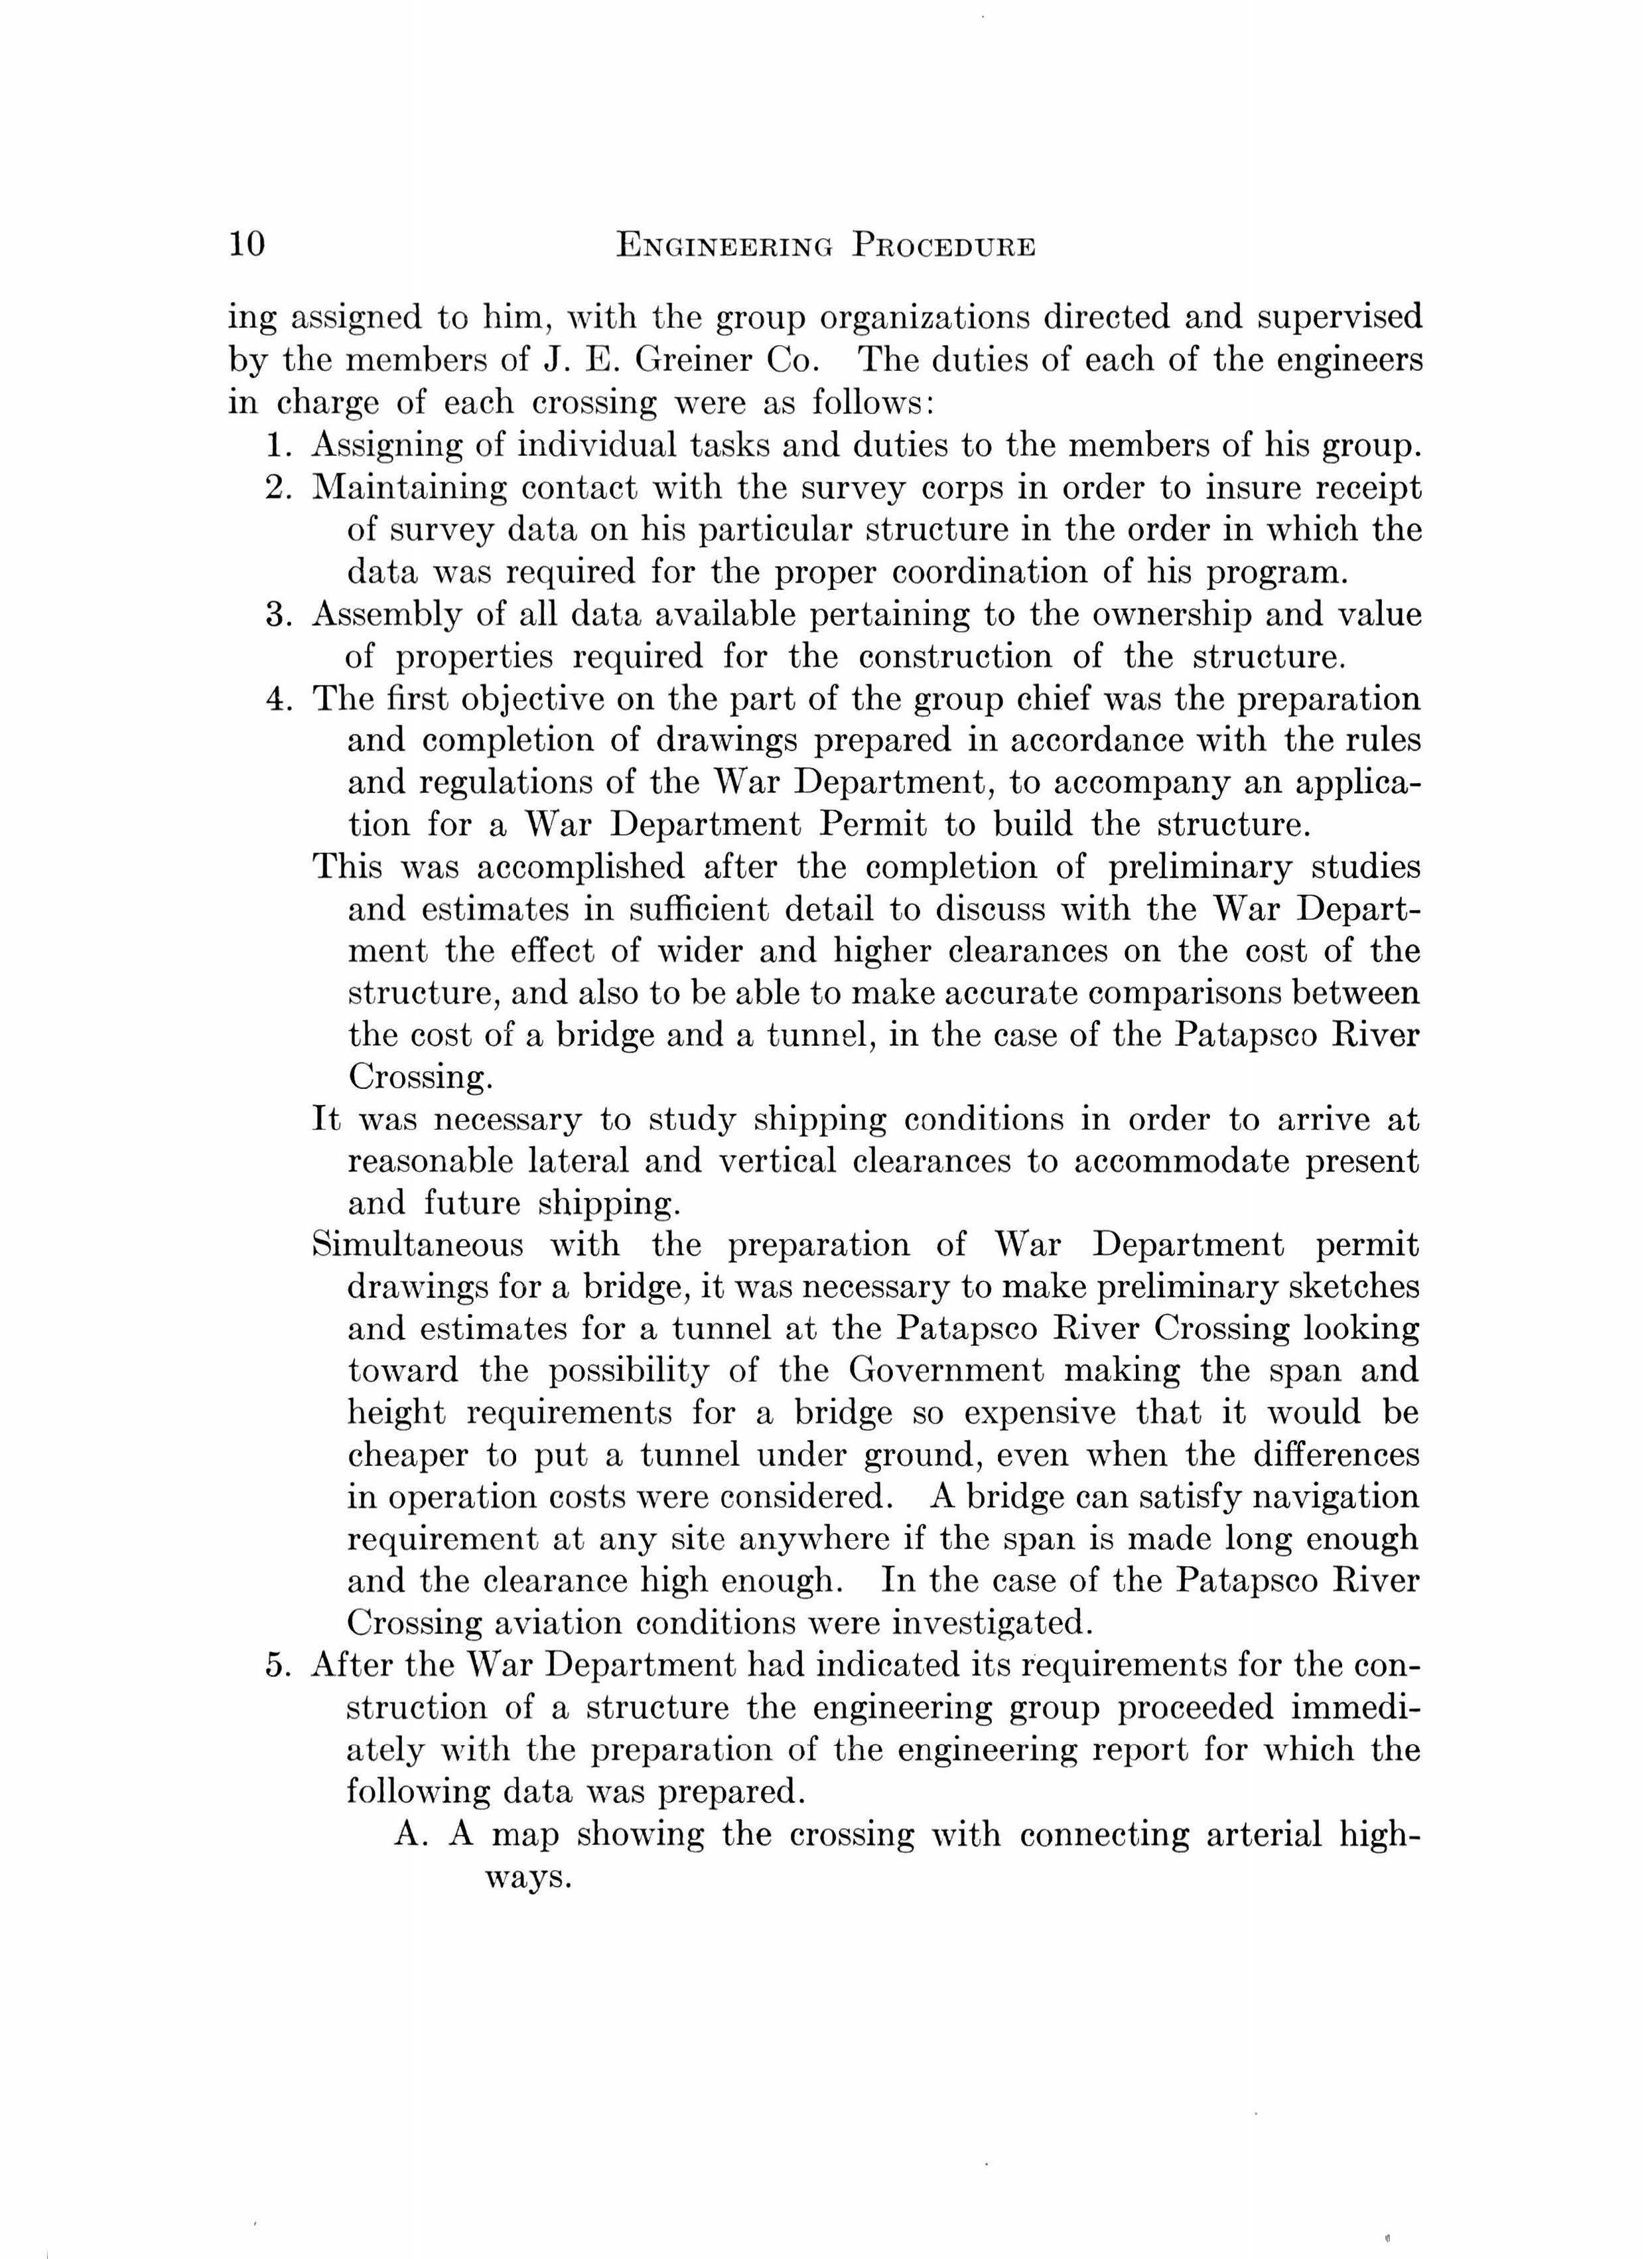 10 ENGINEERING PROCEDURE
ing assigned to him, with the group organizations directed and supervised
by the members of J. E. Greiner Co. The duties of each of the engineers
in charge of each crossing were as follows:
1. Assigning of individual tasks and duties to the members of his group.
2. Maintaining contact with the survey corps in order to insure receipt
of survey data on his particular structure in the order in which the
data was required for the proper coordination of his program.
3. Assembly of all data available pertaining to the ownership and value
of properties required for the construction of the structure.
4. The first objective on the part of the group chief was the preparation
and completion of drawings prepared in accordance with the rules
and regulations of the War Department, to accompany an applica-
tion for a War Department Permit to build the structure.
This was accomplished after the completion of preliminary studies
and estimates in sufficient detail to discuss with the War Depart-
ment the effect of wider and higher clearances on the cost of the
structure, and also to be able to make accurate comparisons between
the cost of a bridge and a tunnel, in the case of the Patapsco River
Crossing.
It was necessary to study shipping conditions in order to arrive at
reasonable lateral and vertical clearances to accommodate present
and future shipping.
Simultaneous with the preparation of War Department permit
drawings for a bridge, it was necessary to make preliminary sketches
and estimates for a tunnel at the Patapsco River Crossing looking
toward the possibility of the Government making the span and
height requirements for a bridge so expensive that it would be
cheaper to put a tunnel under ground, even when the differences
in operation costs were considered. A bridge can satisfy navigation
requirement at any site anywhere if the span is made long enough
and the clearance high enough. In the case of the Patapsco River
Crossing aviation conditions were investigated.
5. After the War Department had indicated its requirements for the con-
struction of a structure the engineering group proceeded immedi-
ately with the preparation of the engineering report for which the
following data was prepared.
A. A map showing the crossing with connecting arterial high-
ways.